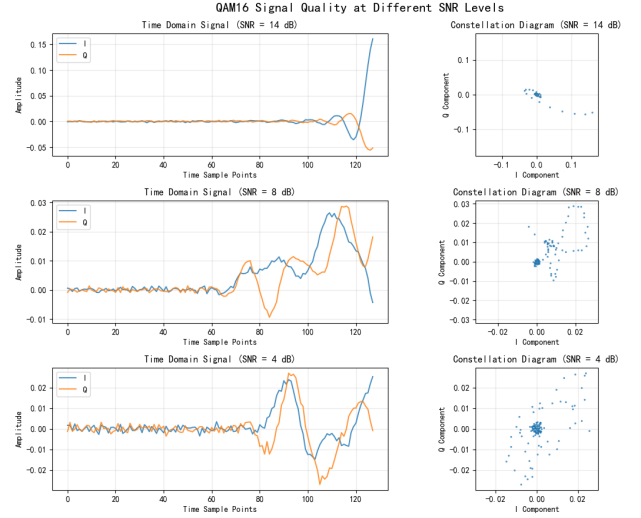 QAM16 Signal Quality at Different SNR Levels
Time Domain Signal (SNR = 14 dB)
I
Q
0.15
0.10
0.05
0.00
−0.05
Amplitude
0 20 40 60 80 100 120
Time Sample Points
Constellation Diagram (SNR = 14 dB)
0.1
0.0
−0.1
Q Component
−0.1 0.0 0.1
I Component
Time Domain Signal (SNR = 8 dB)
I
Q
0.03
0.02
0.01
0.00
−0.01
Amplitude
0 20 40 60 80 100 120
Time Sample Points
Constellation Diagram (SNR = 8 dB)
0.03
0.02
0.01
0.00
−0.01
−0.02
−0.03
Q Component
−0.02 0.00 0.02
I Component
Time Domain Signal (SNR = 4 dB)
I
Q
0.02
0.01
0.00
−0.01
−0.02
Amplitude
0 20 40 60 80 100 120
Time Sample Points
Constellation Diagram (SNR = 4 dB)
0.02
0.01
0.00
−0.01
−0.02
Q Component
−0.02 0.00 0.02
I Component